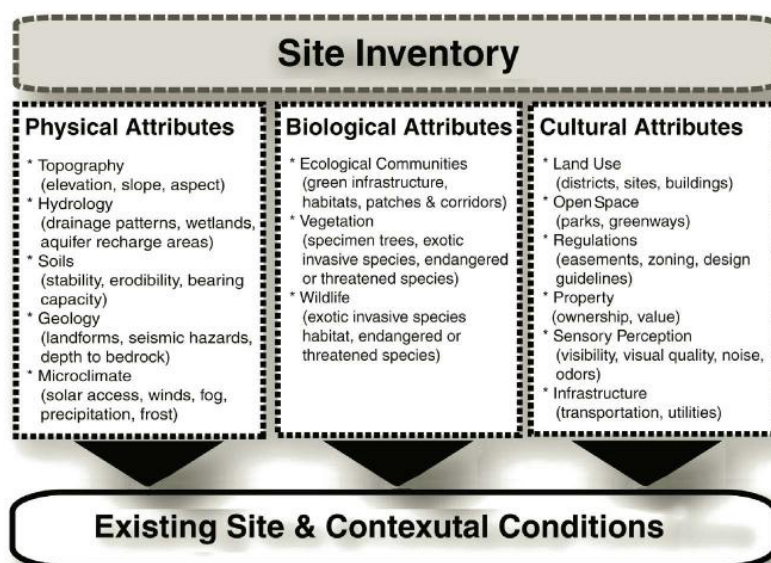 Site Inventory
Physical Attributes
* Topography
(elevation, slope, aspect)
* Hydrology
(drainage patterns, wetlands,
aquifer recharge areas)
* Soils
(stability, erodibility, bearing
capacity)
* Geology
(landforms, seismic hazards,
depth to bedrock)
* Microclimate
(solar access, winds, fog,
precipitation, frost)
Biological Attributes
* Ecological Communities
(green infrastructure,
habitats, patches & corridors)
* Vegetation
(specimen trees, exotic
invasive species, endangered
or threatened species)
* Wildlife
(exotic invasive species
habitat, endangered or
threatened species)
Cultural Attributes
* Land Use
(districts, sites, buildings)
* Open Space
(parks, greenways)
* Regulations
(easements, zoning, design
guidelines)
* Property
(ownership, value)
* Sensory Perception
(visibility, visual quality, noise,
odors)
* Infrastructure
(transportation, utilities)
Existing Site & Contexutal Conditions